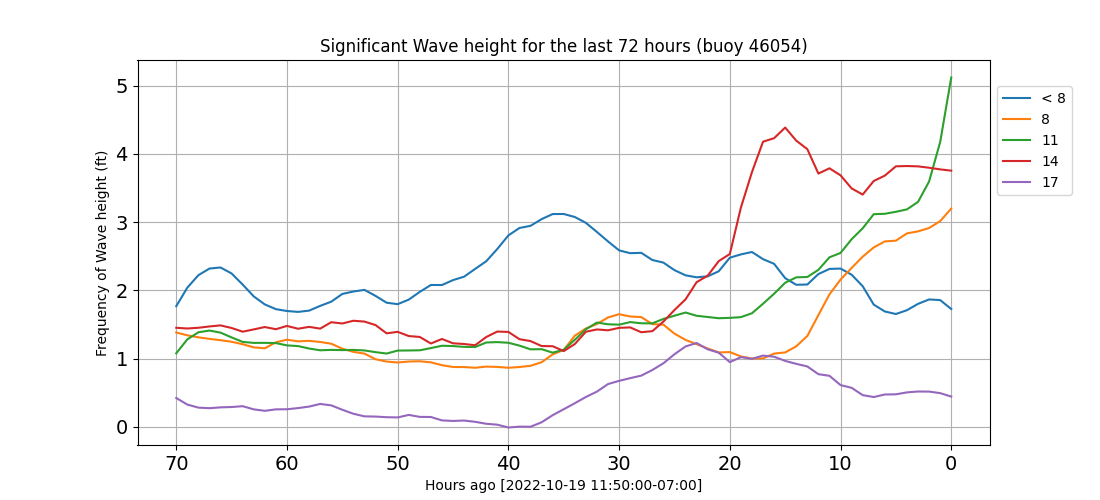 Significant Wave height for the last 72 hours (buoy 46054)
Frequency of Wave height (ft)
5
4
3
2
1
0
70 60 50 40 30 20 10 0
Hours ago [2022-10-19 11:50:00-07:00]
< 8
8
11
14
17